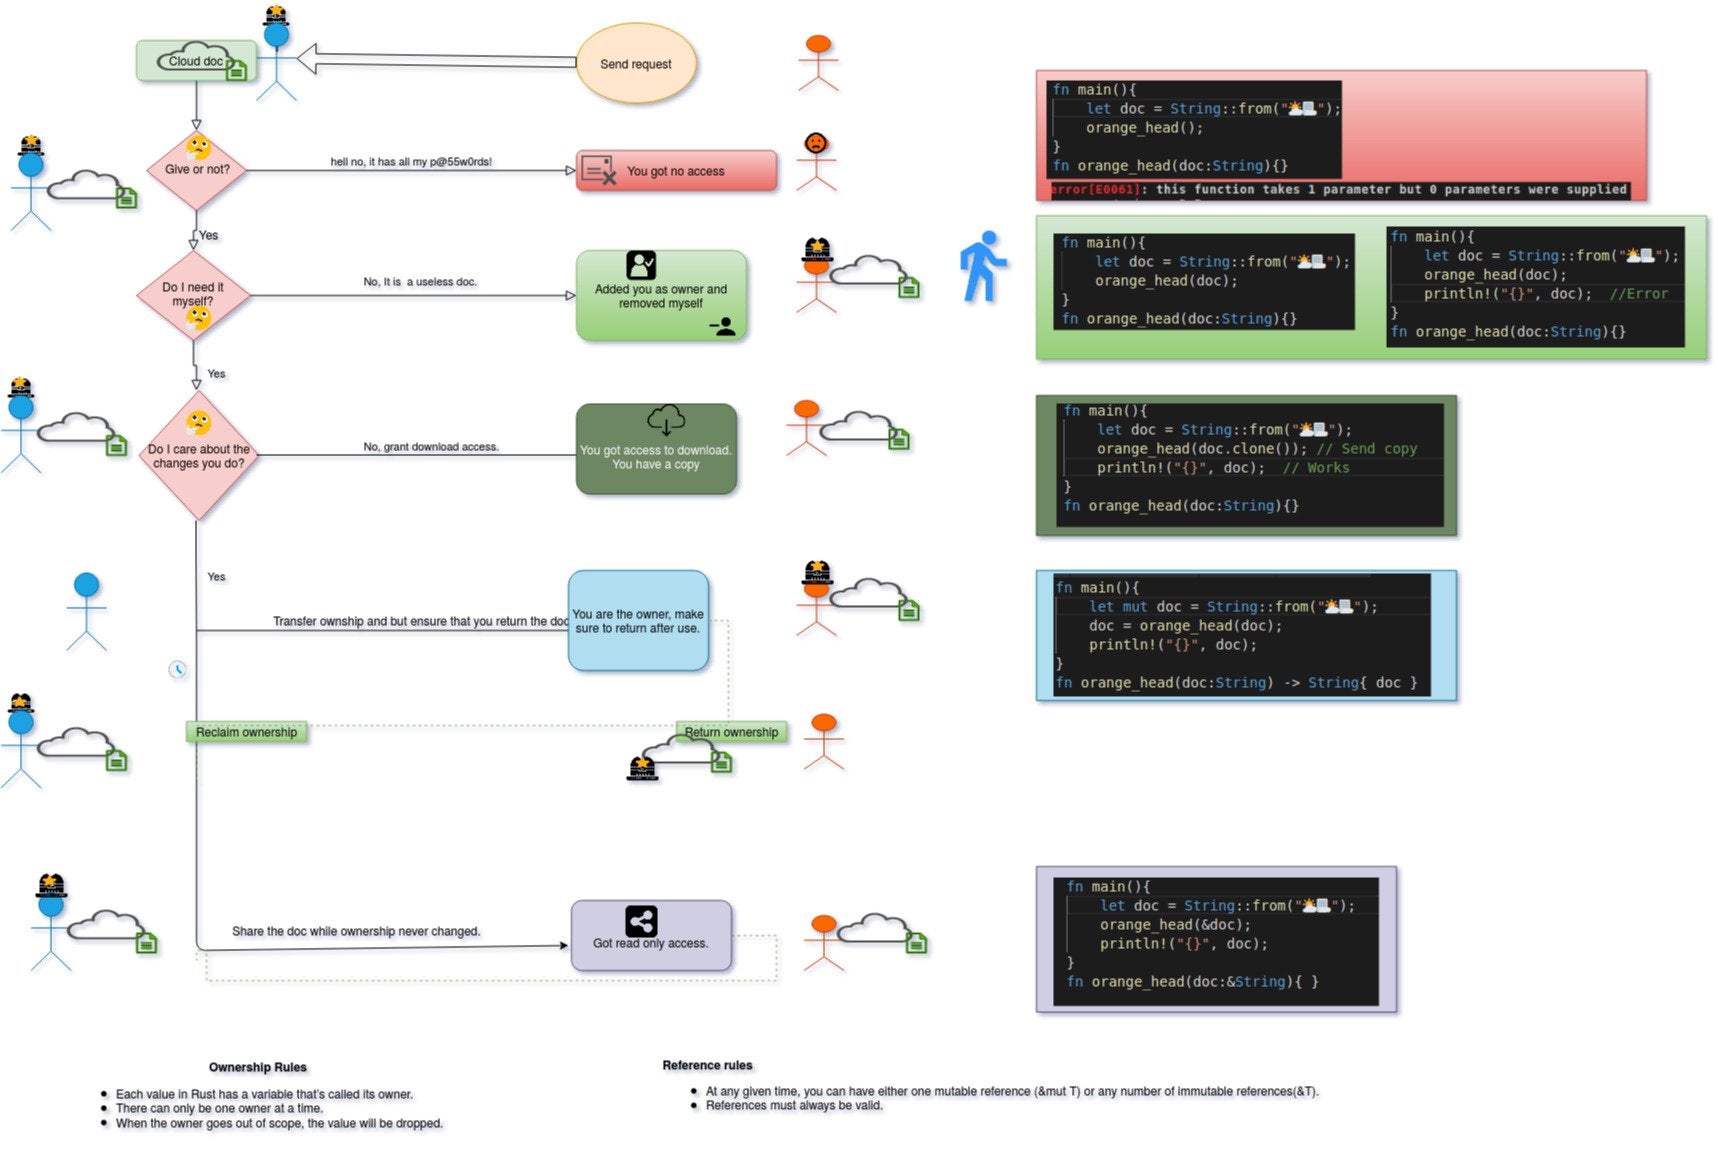 Cloud doc
Send request
Give or not?
hell no, it has all my p@55w0rds!
You got no access
Yes
Do I need it
myself?
No, It is  a useless doc.
Added you as owner and
removed myself
Yes
Do I care about the
changes you do?
No, grant download access.
You got access to download.
You have a copy
Yes
Transfer ownship and but ensure that you return the doc
You are the owner, make
sure to return after use.
Reclaim ownership
Return ownership
Share the doc while ownership never changed.
Got read only access.
fn main(){
let doc = String::from("🌤📃");
orange_head();
}
fn orange_head(doc:String){}
error[E0061]: this function takes 1 parameter but 0 parameters were supplied
fn main(){
let doc = String::from("🌤📃");
orange_head(doc);
}
fn orange_head(doc:String){}
fn main(){
let doc = String::from("🌤📃");
orange_head(doc);
println!("{}", doc);  //Error
}
fn orange_head(doc:String){}
fn main(){
let doc = String::from("🌤📃");
orange_head(doc.clone()); // Send copy
println!("{}", doc);  // Works
}
fn orange_head(doc:String){}
fn main(){
let mut doc = String::from("🌤📃");
doc = orange_head(doc);
println!("{}", doc);
}
fn orange_head(doc:String) -> String{ doc }
fn main(){
let doc = String::from("🌤📃");
orange_head(&doc);
println!("{}", doc);
}
fn orange_head(doc:&String){ }
Ownership Rules
• Each value in Rust has a variable that's called its owner.
• There can only be one owner at a time.
• When the owner goes out of scope, the value will be dropped.
Reference rules
• At any given time, you can have either one mutable reference (&mut T) or any number of immutable references(&T).
• References must always be valid.